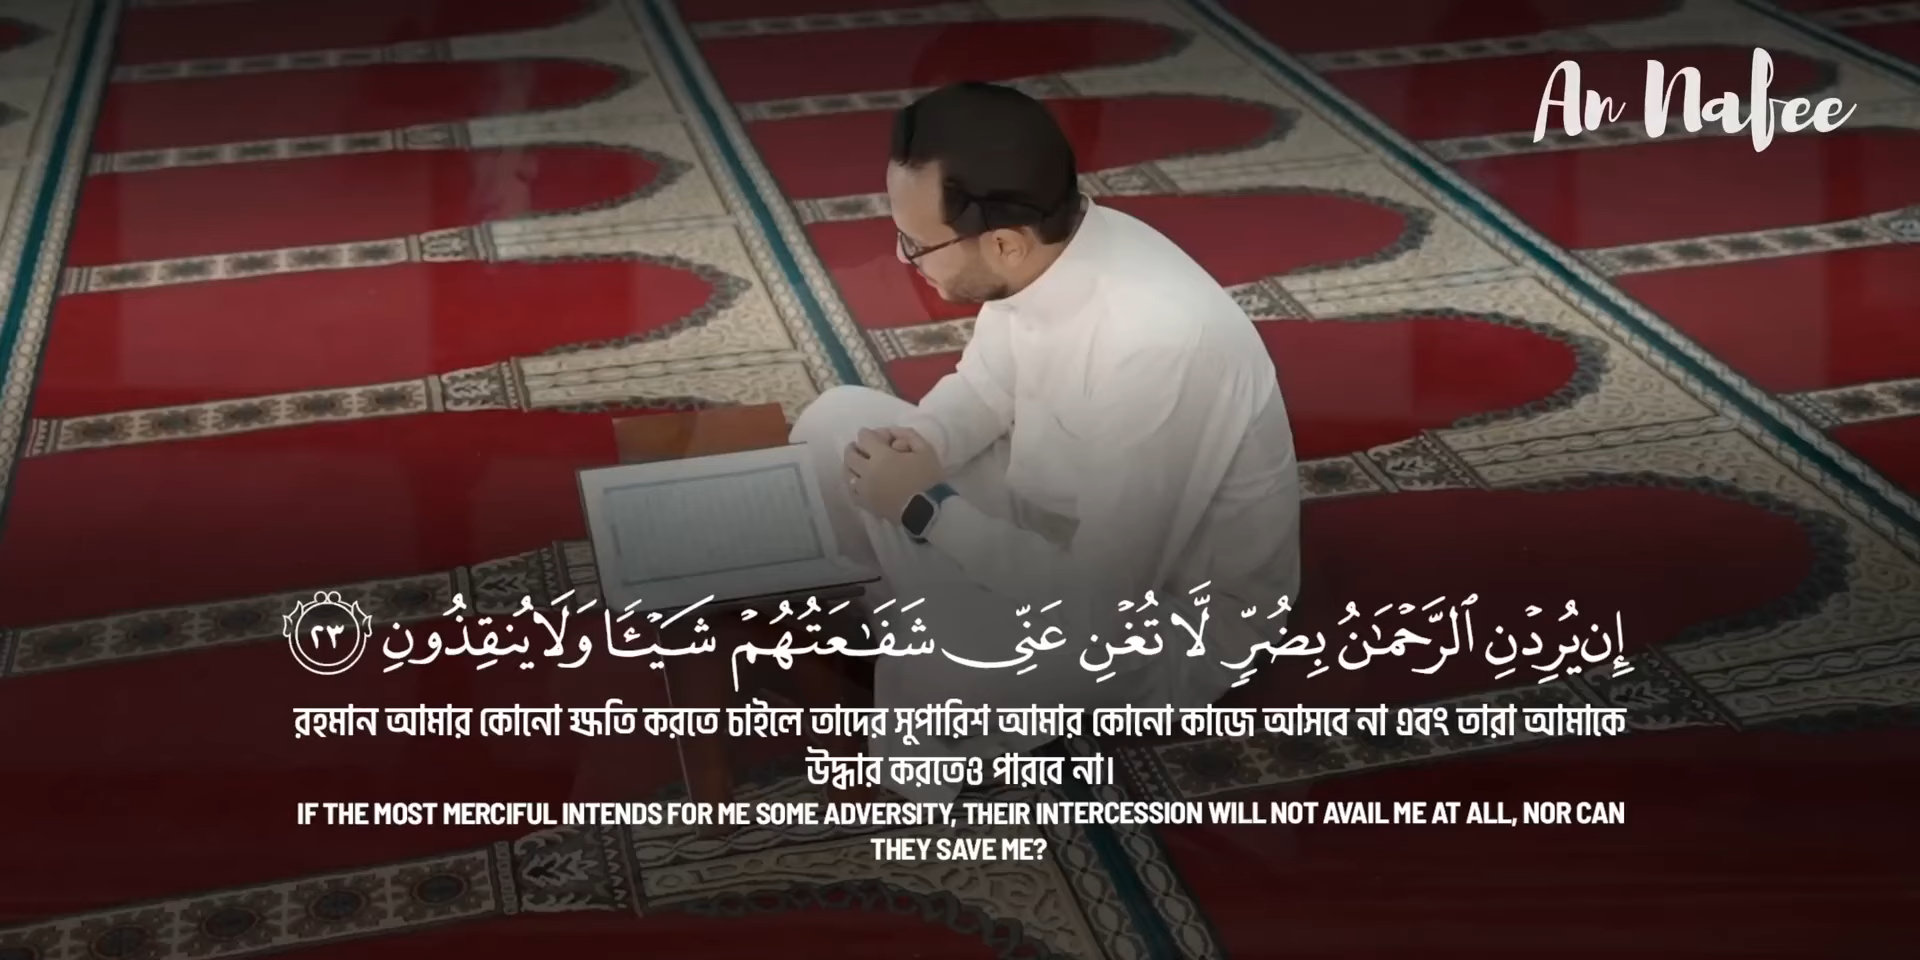 An Nafee
إِن يُرِدْنِ ٱلرَّحْمَـٰنُ بِضُرٍّ لَّا تُغْنِ عَنِّى شَفَـٰعَتُهُمْ شَيْـًٔا وَلَا يُنقِذُونِ ٢٣
রহমান আমার কোনো ক্ষতি করতে চাইলে তাদের সুপারিশ আমার কোনো কাজে আসবে না এবং তারা আমাকে
উদ্ধার করতেও পারবে না।
IF THE MOST MERCIFUL INTENDS FOR ME SOME ADVERSITY, THEIR INTERCESSION WILL NOT AVAIL ME AT ALL, NOR CAN
THEY SAVE ME?